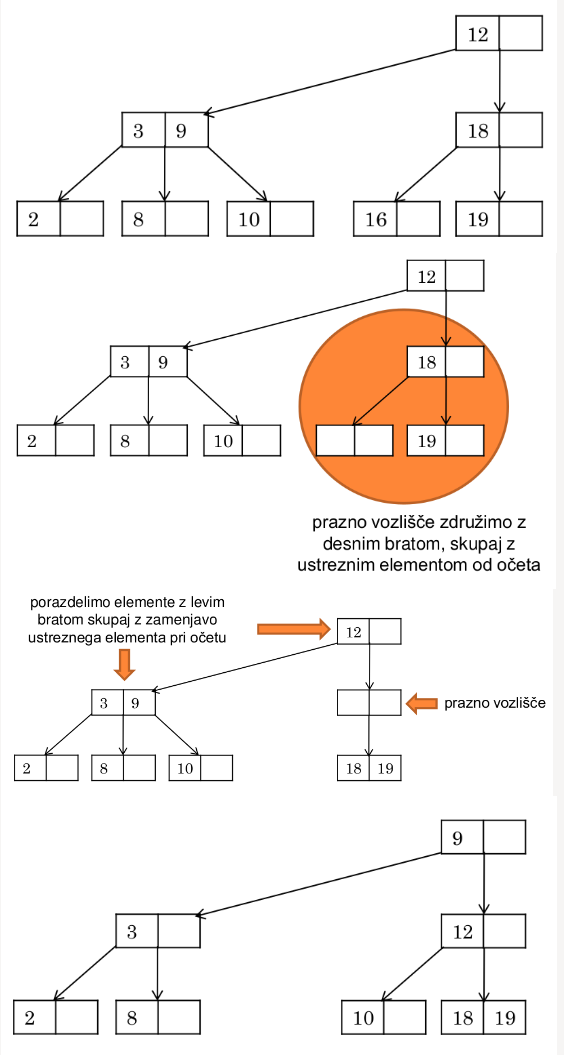 12
3 9 18
2 8 10 16 19
12
3 9 18
2 8 10 19
prazno vozlišče združimo z
desnim bratom, skupaj z
ustreznim elementom od očeta
porazdelimo elemente z levim
bratom skupaj z zamenjavo
ustreznega elementa pri očetu
12
3 9
prazno vozlišče
2 8 10 18 19
9
3 12
2 8 10 18 19